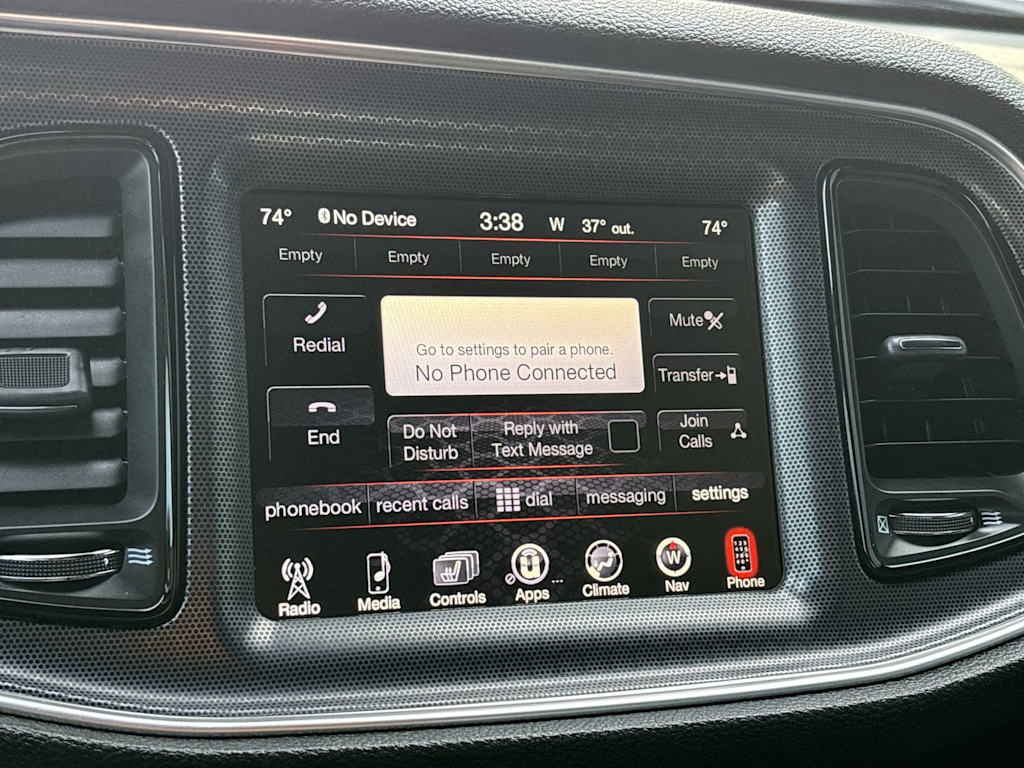 74° No Device 3:38 W 37° out. 74°
Empty Empty Empty Empty Empty
Redial
Go to settings to pair a phone.
No Phone Connected
Mute
Transfer
End
Do Not
Disturb
Reply with
Text Message
Join
Calls
phonebook recent calls dial messaging settings
W
Radio Media Controls Apps Climate Nav Phone